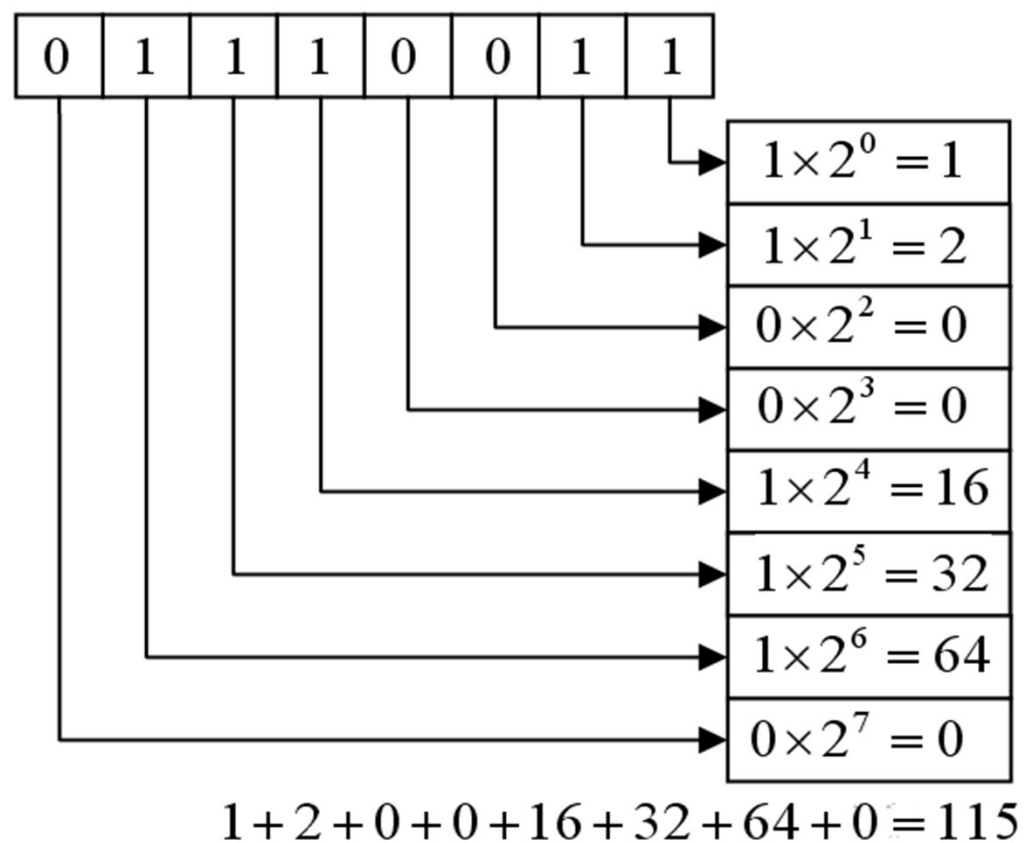 0 1 1 1 0 0 1 1
1×2⁰ = 1
1×2¹ = 2
0×2² = 0
0×2³ = 0
1×2⁴ = 16
1×2⁵ = 32
1×2⁶ = 64
0×2⁷ = 0
1+2+0+0+16+32+64+0=115